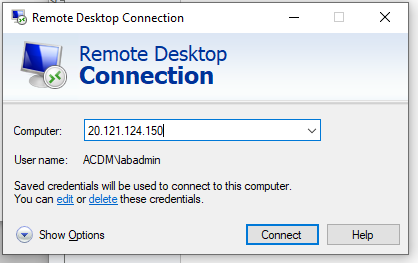 Remote Desktop Connection
Remote Desktop
Connection
Computer:
20.121.124.150
User name:
ACDM\labadmin
Saved credentials will be used to connect to this computer.
You can edit or delete these credentials.
Show Options
Connect
Help